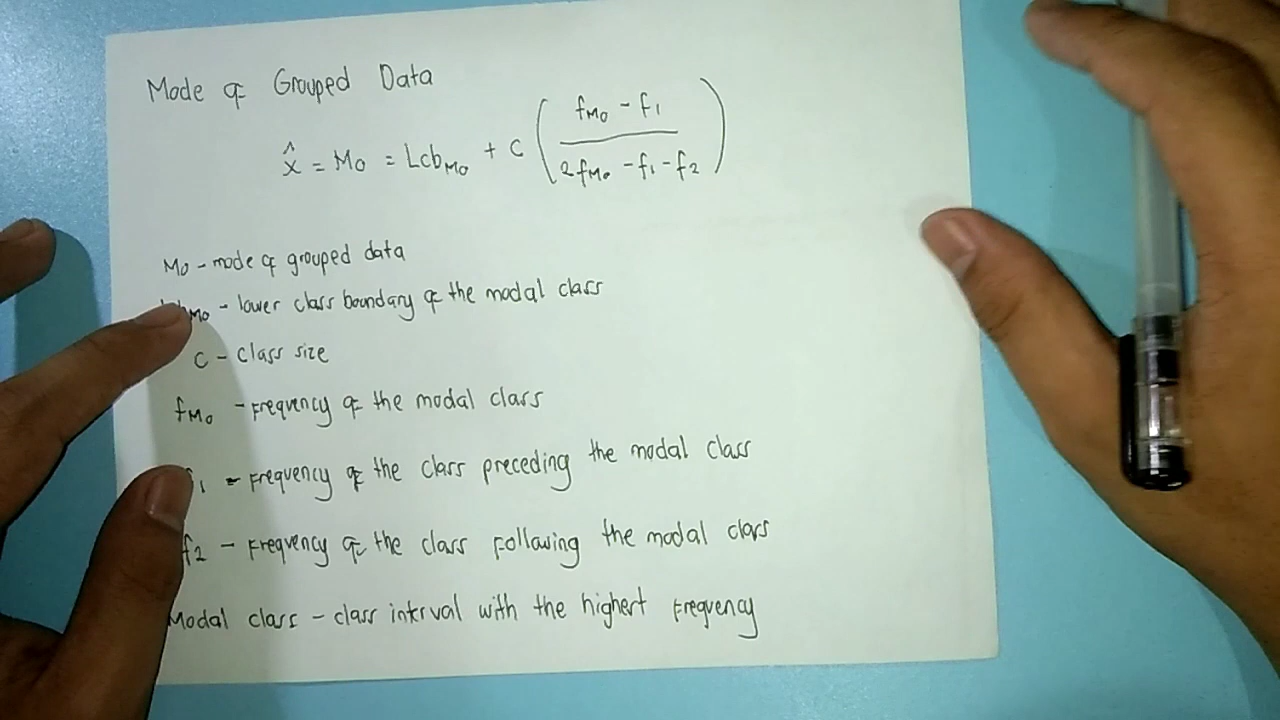 Mode of Grouped Data
x̂ = Mo = Lcb_Mo + c ( (f_Mo - f₁) / (2f_Mo - f₁ - f₂) )
Mo - mode of grouped data
Mo - lower class boundary of the modal class
c - class size
f_Mo - frequency of the modal class
1 - frequency of the class preceding the modal class
f₂ - frequency of the class following the modal class
Modal class - class interval with the highest frequency